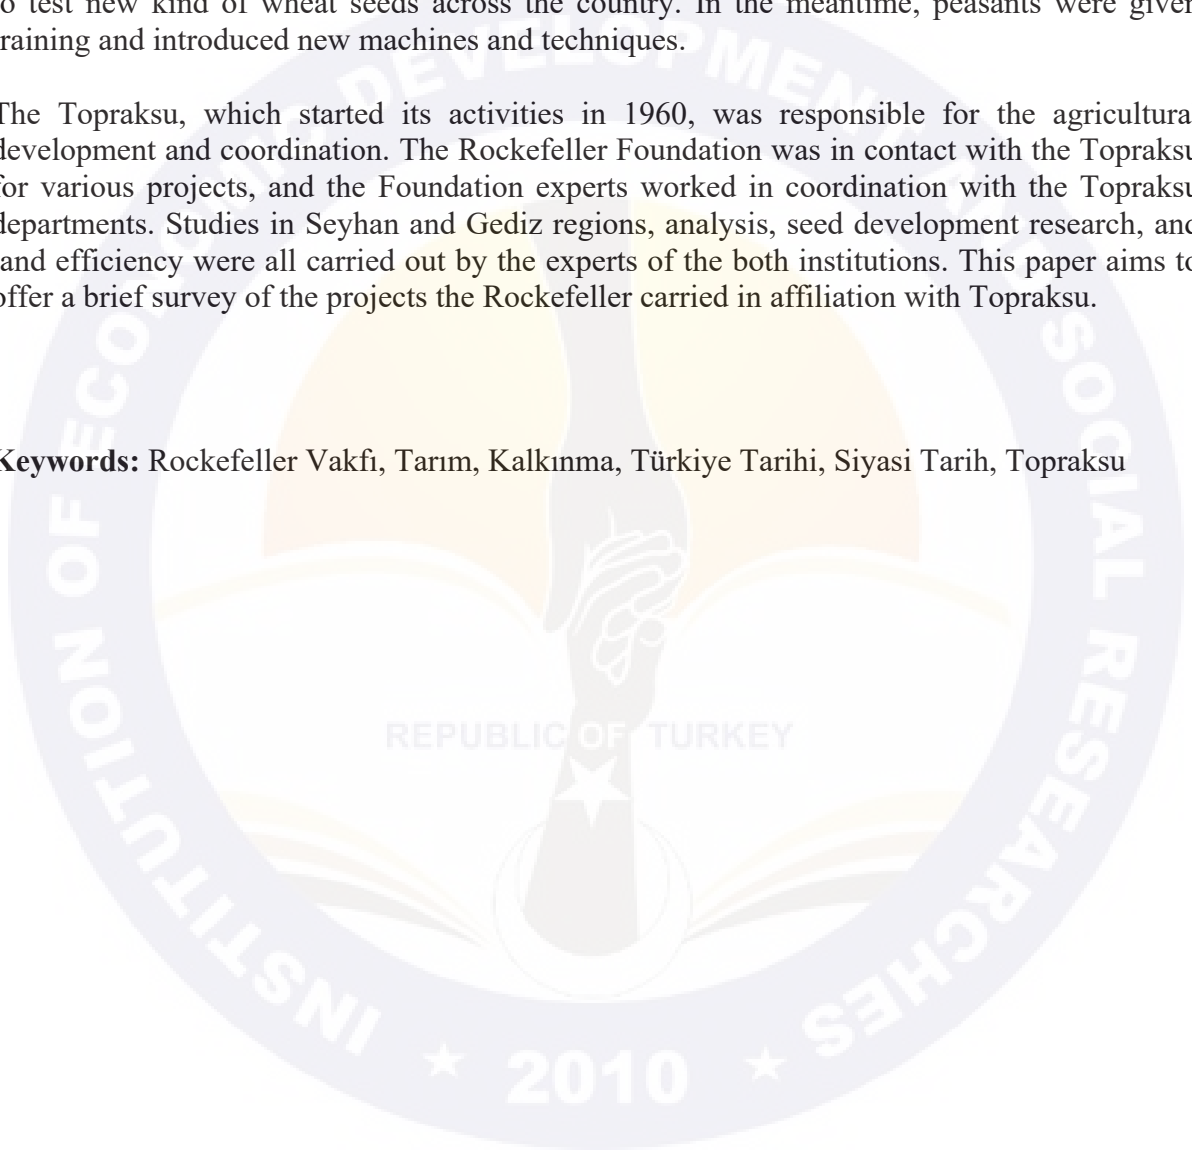 o test new kind of wheat seeds across the country. In the meantime, peasants were given
raining and introduced new machines and techniques.
The Topraksu, which started its activities in 1960, was responsible for the agricultura
development and coordination. The Rockefeller Foundation was in contact with the Topraksu
for various projects, and the Foundation experts worked in coordination with the Topraksu
departments. Studies in Seyhan and Gediz regions, analysis, seed development research, and
and efficiency were all carried out by the experts of the both institutions. This paper aims to
offer a brief survey of the projects the Rockefeller carried in affiliation with Topraksu.
Keywords: Rockefeller Vakfı, Tarım, Kalkınma, Türkiye Tarihi, Siyasi Tarih, Topraksu
INSTITUTION OF ECONOMIC DEVELOPMENT AND SOCIAL RESEARCHES
REPUBLIC OF TURKEY
2010